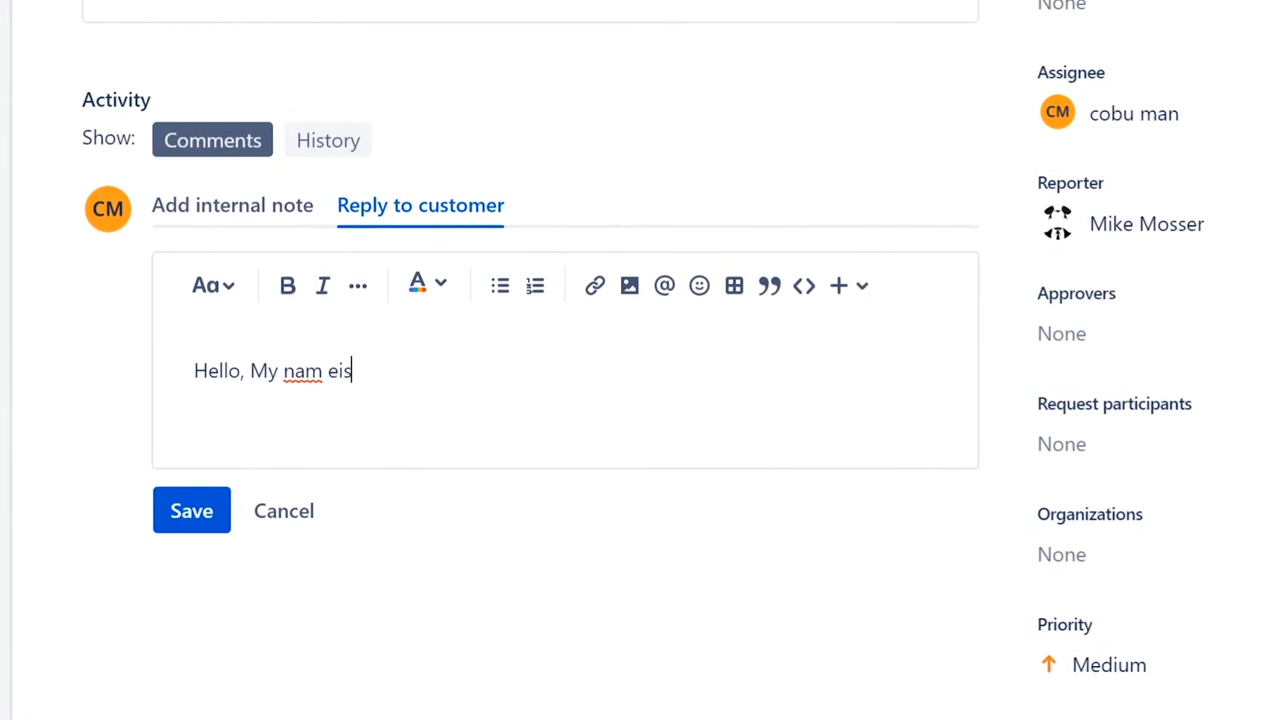 None
Activity
Show: Comments History
CM Add internal note Reply to customer
Aa B I ... A @ +
Hello, My nam eis
Save Cancel
Assignee
CM cobu man
Reporter
Mike Mosser
Approvers
None
Request participants
None
Organizations
None
Priority
Medium